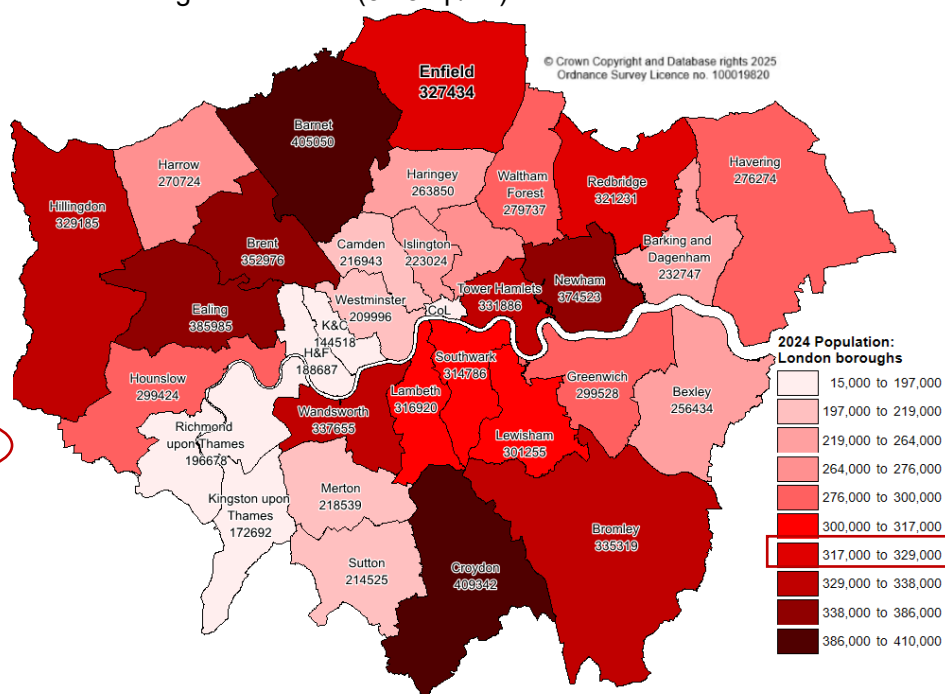 © Crown Copyright and Database rights 2025
Ordnance Survey Licence no. 100019820
Enfield
327434
Barnet
405050
Harrow
270724
Haringey
263850
Waltham
Forest
279737
Redbridge
321231
Havering
276274
Hillingdon
329185
Brent
352976
Camden
216943
Islington
223024
Barking and
Dagenham
232747
Ealing
385985
Westminster
209996
CoL
Tower Hamlets
331886
Newham
374523
K&C
144518
H&F
188687
Hounslow
299424
Southwark
314786
Lambeth
316920
Wandsworth
337655
Lewisham
301255
Greenwich
299528
Bexley
256434
Richmond
upon Thames
196678
Kingston upon
Thames
172692
Merton
218539
Sutton
214525
Croydon
409342
Bromley
335319
2024 Population:
London boroughs
15,000 to 197,000
197,000 to 219,000
219,000 to 264,000
264,000 to 276,000
276,000 to 300,000
300,000 to 317,000
317,000 to 329,000
329,000 to 338,000
338,000 to 386,000
386,000 to 410,000